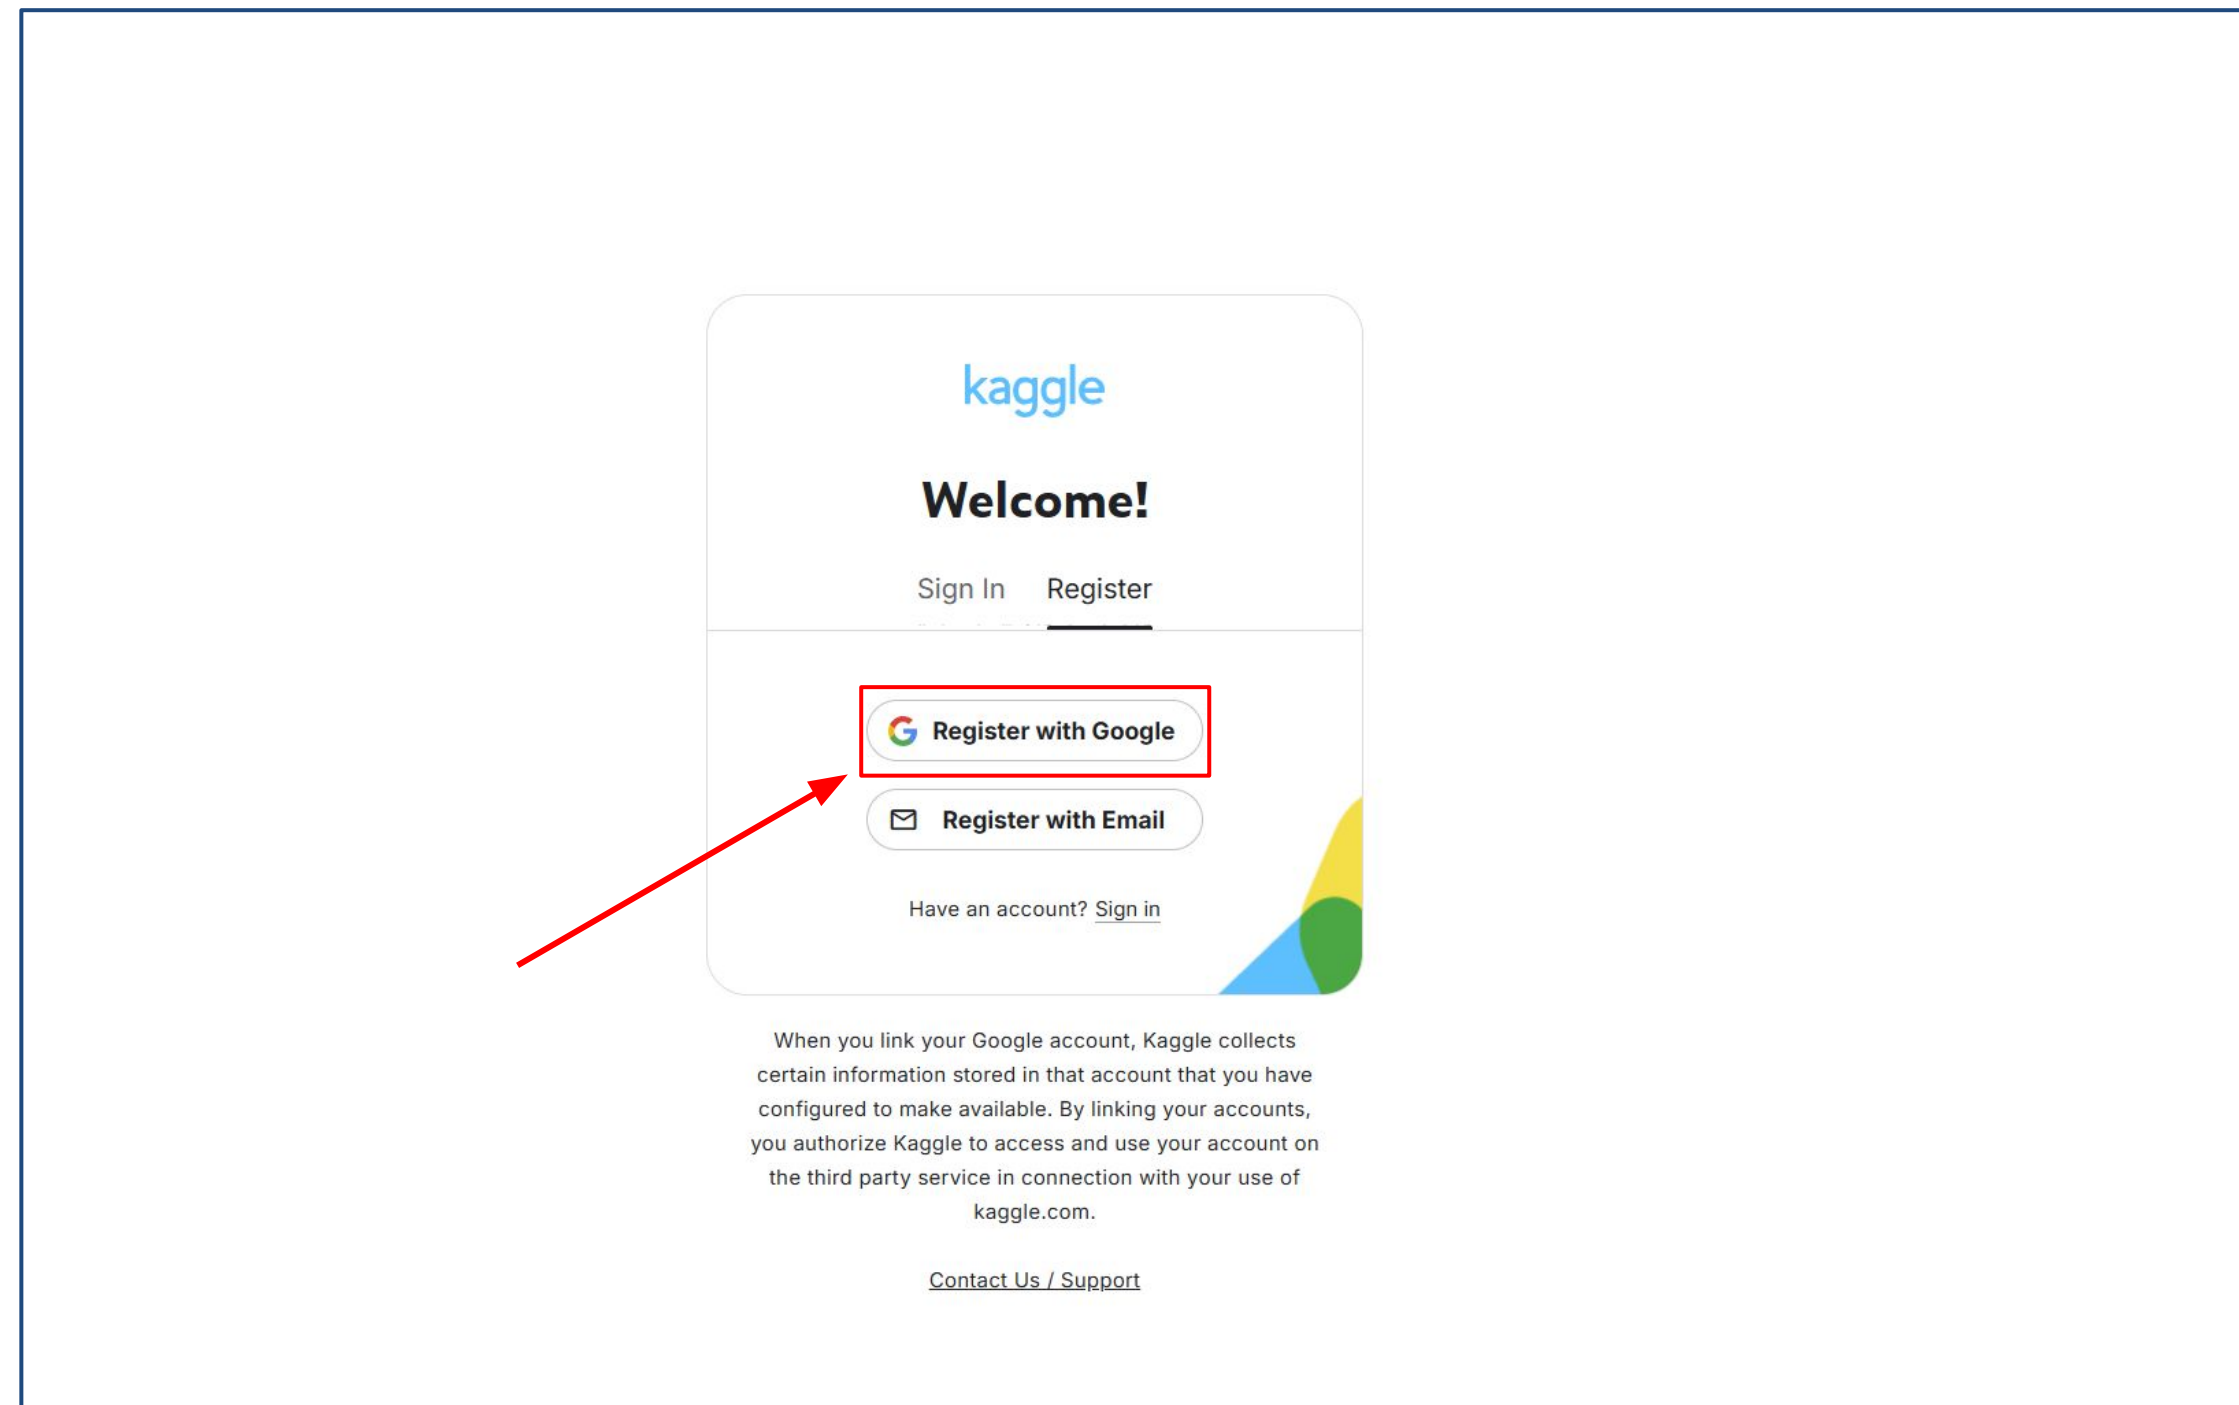 kaggle
Welcome!
Sign In Register
Register with Google
Register with Email
Have an account? Sign in
When you link your Google account, Kaggle collects
certain information stored in that account that you have
configured to make available. By linking your accounts,
you authorize Kaggle to access and use your account on
the third party service in connection with your use of
kaggle.com.
Contact Us / Support